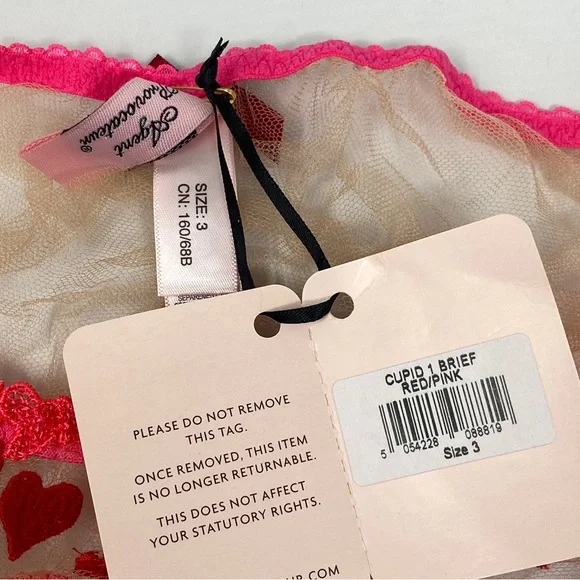 Agent
Provocateur®
SIZE: 3
CN: 160/68B
PLEASE DO NOT REMOVE
THIS TAG.
ONCE REMOVED, THIS ITEM
IS NO LONGER RETURNABLE.
THIS DOES NOT AFFECT
YOUR STATUTORY RIGHTS.
CUPID 1 BRIEF
RED/PINK
5 054228 088819
Size 3